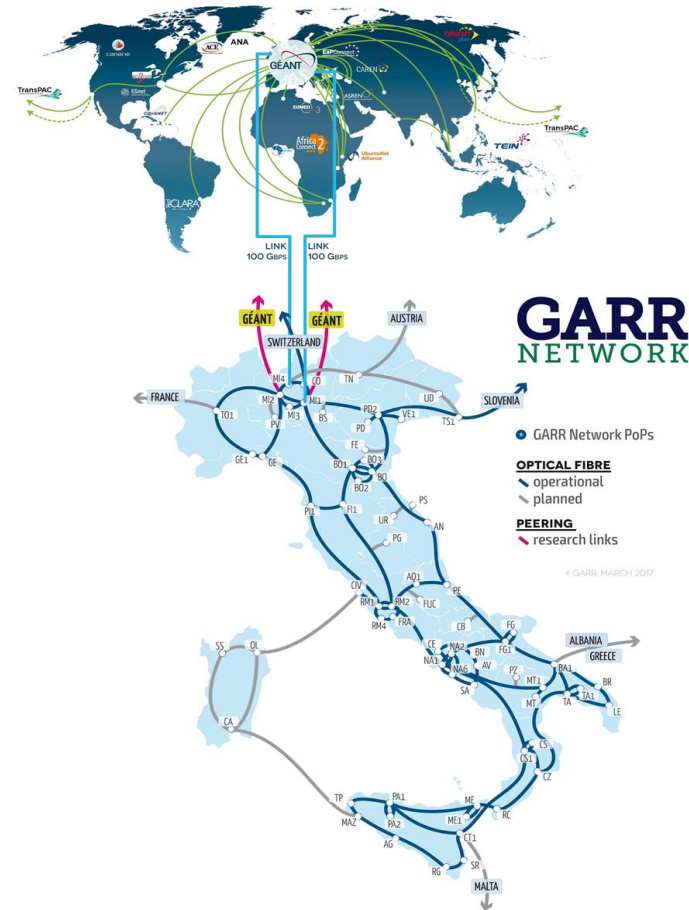 canarie
ACE
ANA
GÉANT
EaPConnect
ORIENT
plus
CAREN
ESnet
TransPAC
EUMED
ASREN
Africa
Connect 2
UbuntuNet
Alliance
TEIN
TransPAC
CLARA
LINK
100 GBPS
LINK
100 GBPS
GÉANT
GÉANT
SWITZERLAND
AUSTRIA
FRANCE
SLOVENIA
GARR
NETWORK
GARR Network PoPs
OPTICAL FIBRE
operational
planned
PEERING
research links
© GARR, MARCH 2017
MI4
CO
TN
UD
MI2
MI1
MI3
BS
PD2
VE1
TS1
TO1
PV
PD
FE
GE1
GE
BO1
BO3
BO
BO2
PI1
FI1
PS
UR
AN
PG
CIV
AQ1
PE
RM1
RM2
FUC
RM4
FRA
CB
FG
FG1
ALBANIA
GREECE
SS
OL
CE
NA2
BN
NA1
NA6
AV
PZ
BA1
SA
MT1
BR
MT
TA
TA1
LE
CA
CS
CS1
CZ
TP
PA1
ME
MAZ
PA2
ME1
RC
AG
CT1
RG
SR
MALTA